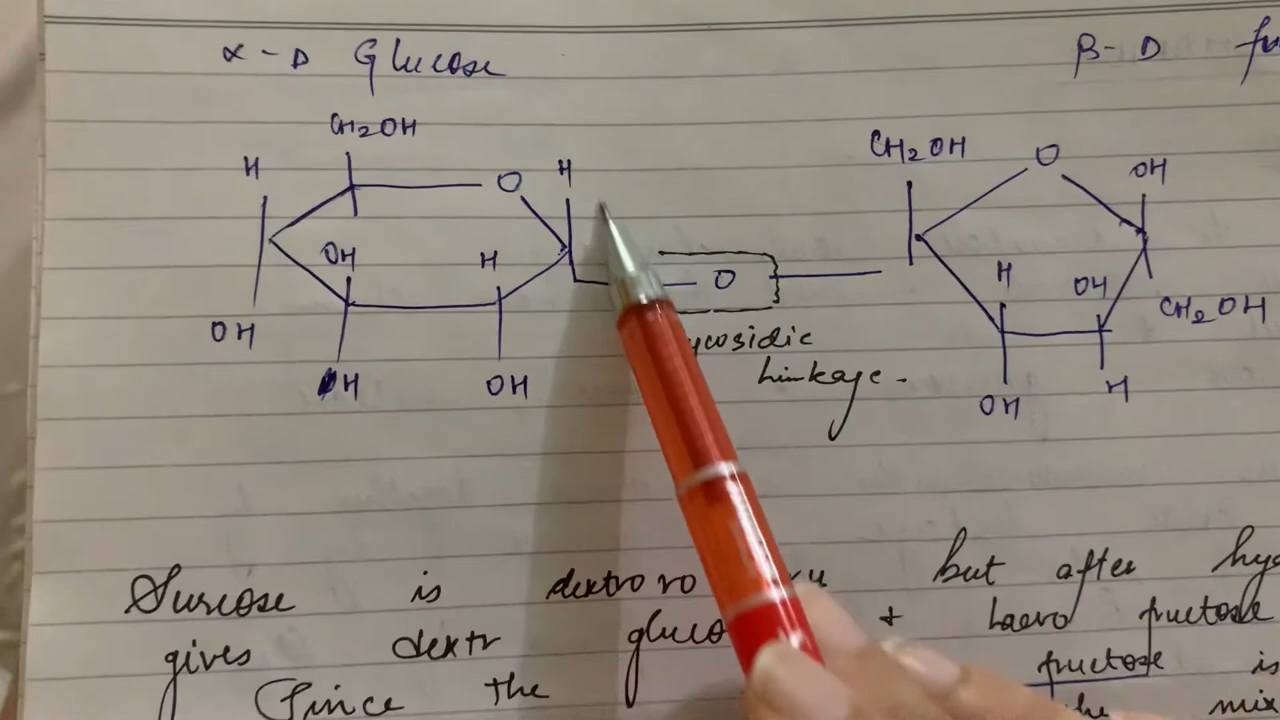 α-D Glucose β-D
CH2OH
H O H
OH H
O
OH
OH OH
CH2OH O OH
H OH
CH2OH
OH H
Linkage.
Sucrose is but after
gives dextr + Laevo fructose
fructose is
(Since the